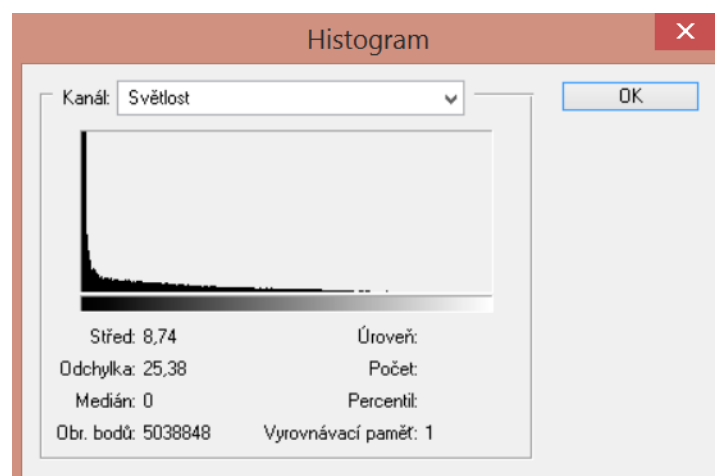 Histogram
Kanál: Světlost
OK
Střed: 8,74 Úroveň:
Odchylka: 25,38 Počet:
Medián: 0 Percentil:
Obr. bodů: 5038848 Vyrovnávací paměť: 1